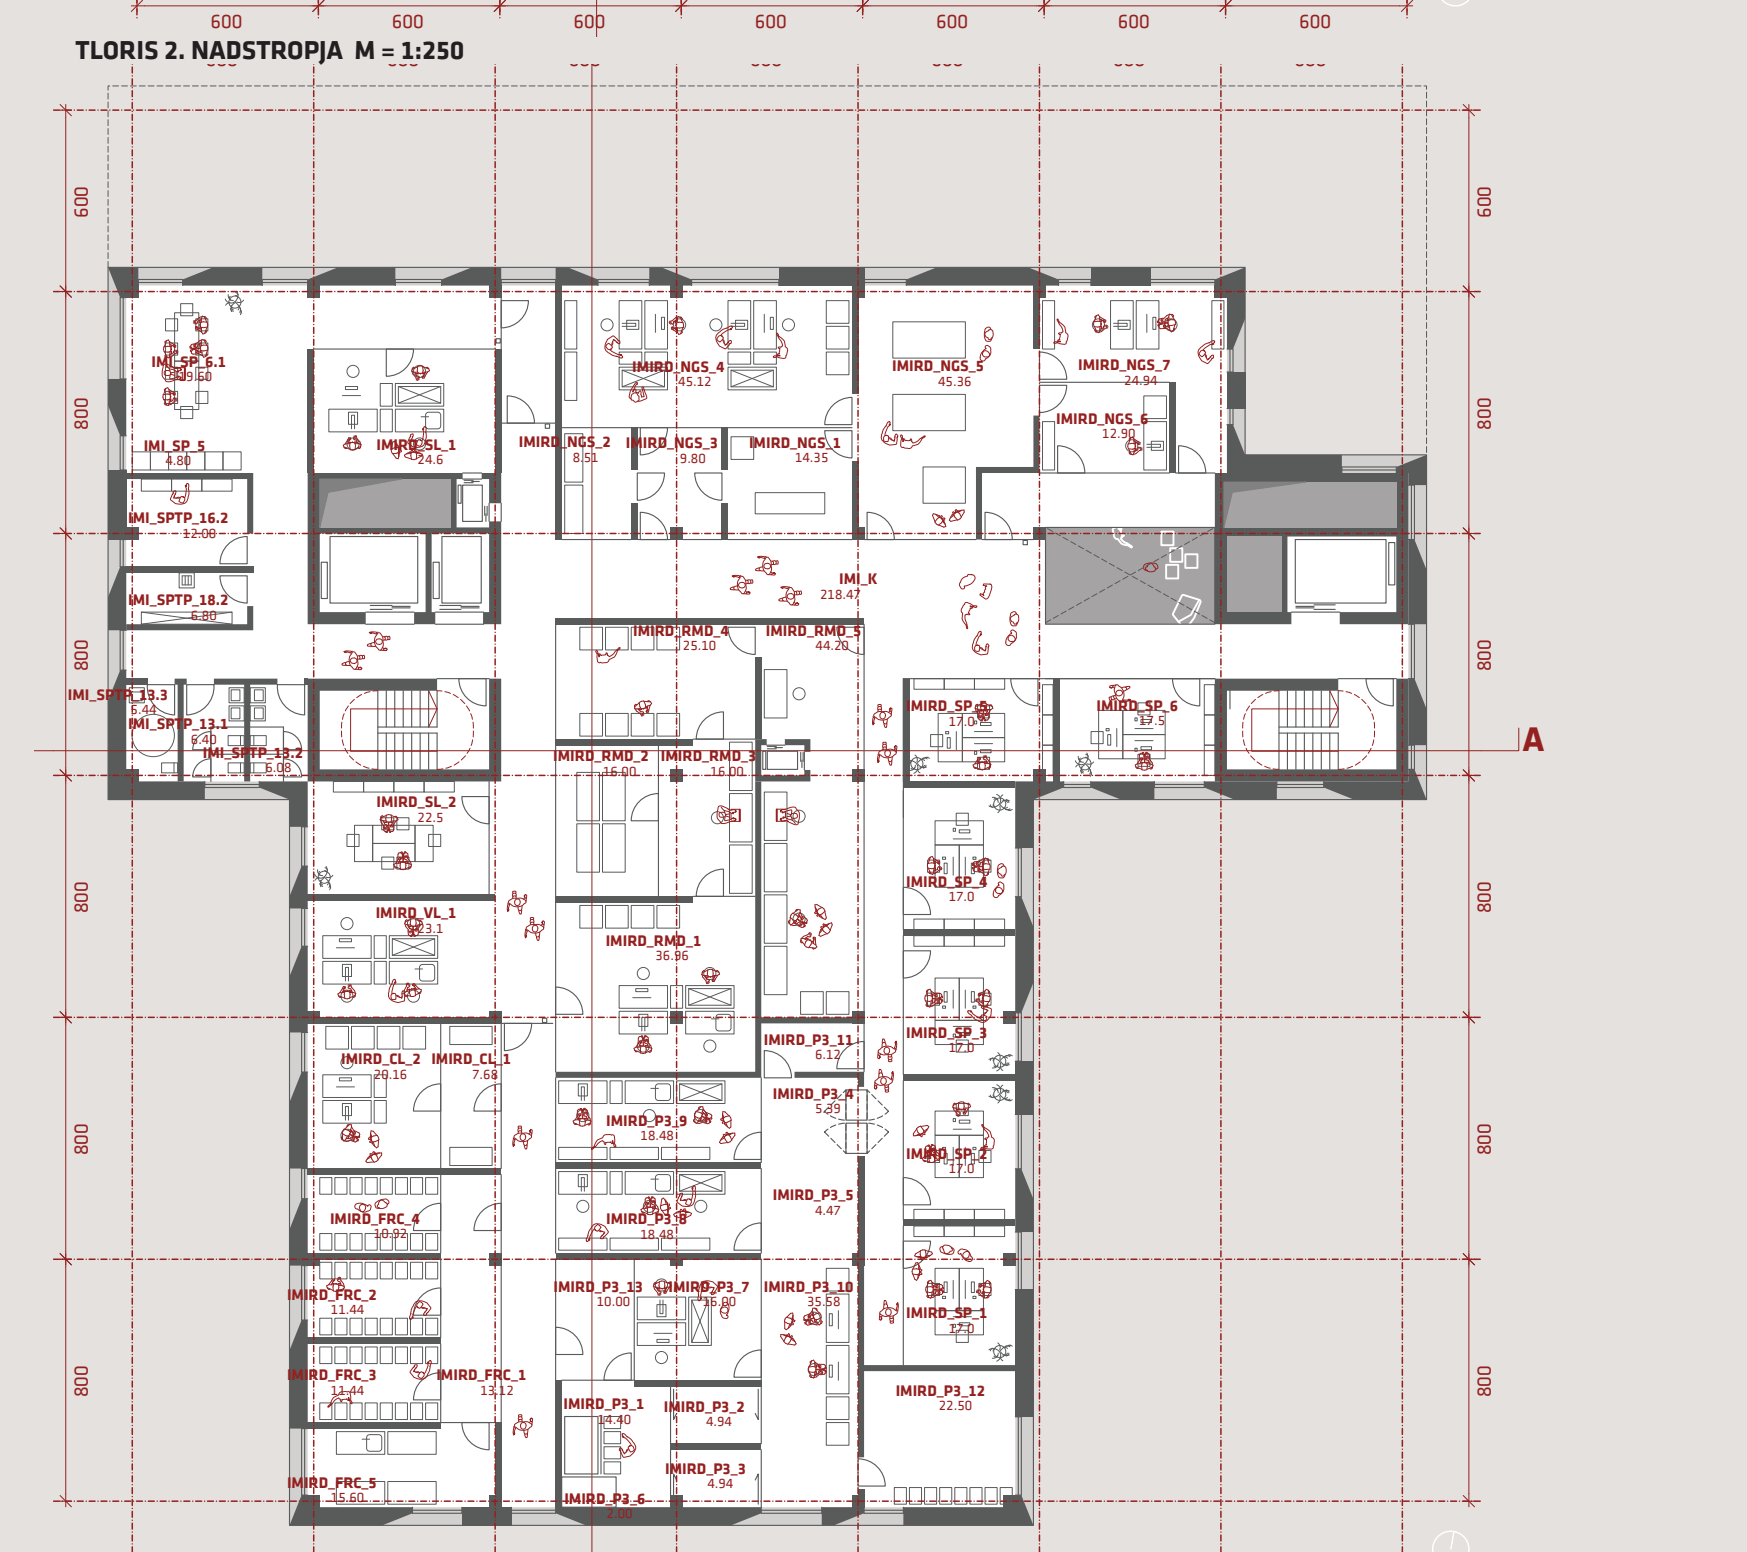 600 600 600 600 600 600 600
TLORIS 2. NADSTROPJA M = 1:250
600
600
800
800
IMI_SP_6.1
IMIRD_SL_1
24.6
IMI_SP_5
4.80
IMIRD_NGS_4
45.12
IMIRD_NGS_5
45.36
IMIRD_NGS_7
24.94
IMIRD_NGS_6
12.90
IMIRD_NGS_2
8.51
IMIRD_NGS_3
9.80
IMIRD_NGS_1
14.35
IMI_SPTP_16.2
12.00
IMI_SPTP_18.2
6.80
IMI_K
218.47
800
800
IMIRD_RMD_4
25.10
IMIRD_RMD_5
44.20
IMI_SPTP_13.3
6.44
IMI_SPTP_13.1
6.40
IMI_SPTP_13.2
6.08
IMIRD_SP_5
17.0
IMIRD_SP_6
17.5
A
IMIRD_RMD_2
16.00
IMIRD_RMD_3
16.00
IMIRD_SL_2
22.5
800
800
IMIRD_SP_4
17.0
IMIRD_VL_1
23.1
IMIRD_RMD_1
36.96
IMIRD_SP_3
17.0
IMIRD_P3_11
6.12
IMIRD_CL_2
20.16
IMIRD_CL_1
7.68
IMIRD_P3_4
5.39
IMIRD_P3_9
18.48
800
800
IMIRD_SP_2
17.0
IMIRD_P3_5
4.47
IMIRD_FRC_4
10.92
IMIRD_P3_8
18.48
IMIRD_P3_13
10.00
IMIRD_P3_7
16.00
IMIRD_P3_10
35.58
IMIRD_FRC_2
11.44
IMIRD_SP_1
17.0
IMIRD_FRC_3
11.44
IMIRD_FRC_1
13.12
800
800
IMIRD_P3_12
22.50
IMIRD_P3_1
14.40
IMIRD_P3_2
4.94
IMIRD_P3_3
4.94
IMIRD_FRC_5
15.60
IMIRD_P3_6
2.00